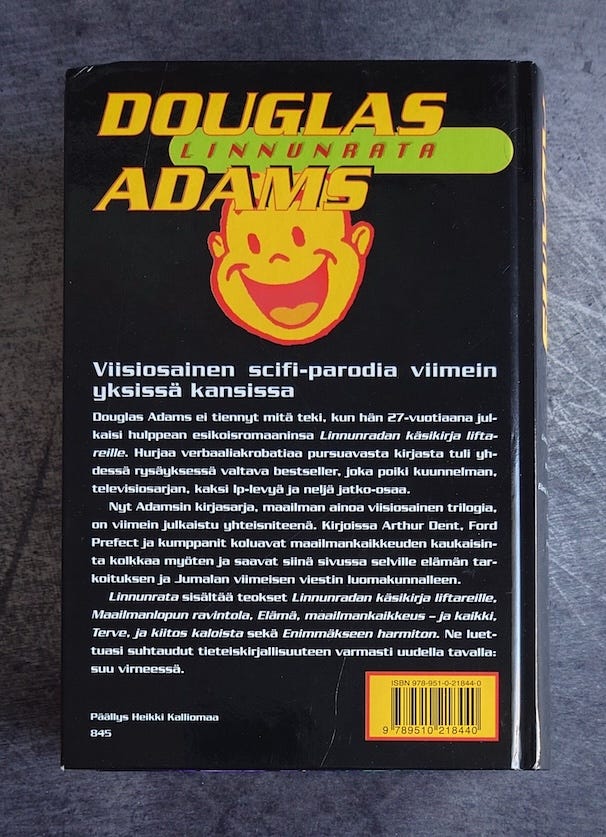 DOUGLAS
LINNUNRATA
ADAMS
Viisiosainen scifi-parodia viimein
yksissä kansissa
Douglas Adams ei tiennyt mitä teki, kun hän 27-vuotiaana jul-
kaisi hulppean esikoisromaaninsa Linnunradan käsikirja lifta-
reille. Hurjaa verbaaliakrobatiaa pursuavasta kirjasta tuli yh-
dessä rysäyksessä valtava bestseller, joka poiki kuunnelman,
televisiosarjan, kaksi lp-levyä ja neljä jatko-osaa.
Nyt Adamsin kirjasarja, maailman ainoa viisiosainen trilogia,
on viimein julkaistu yhteisniteenä. Kirjoissa Arthur Dent, Ford
Prefect ja kumppanit koluavat maailmankaikkeuden kaukaisin-
ta kolkkaa myöten ja saavat siinä sivussa selville elämän tar-
koituksen ja Jumalan viimeisen viestin luomakunnalleen.
Linnunrata sisältää teokset Linnunradan käsikirja liftareille,
Maailmanlopun ravintola, Elämä, maailmankaikkeus – ja kaikki,
Terve, ja kiitos kaloista sekä Enimmäkseen harmiton. Ne luet-
tuasi suhtaudut tieteiskirjallisuuteen varmasti uudella tavalla:
suu virneessä.
Päällys Heikki Kalliomaa
845
ISBN 978-951-0-21844-0
9 789510 218440